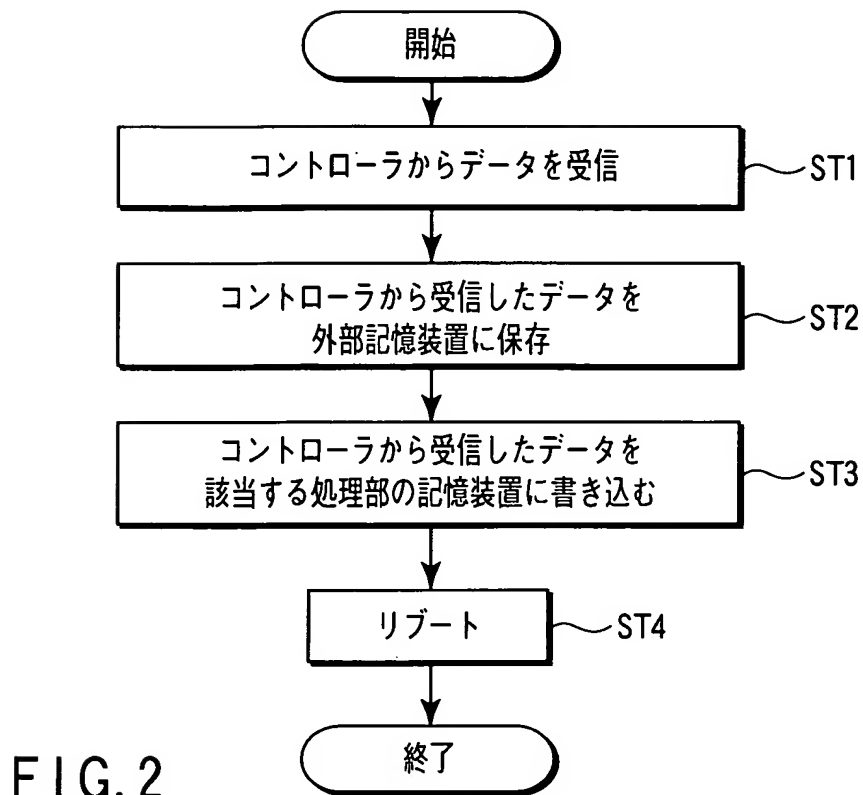 開始
コントローラからデータを受信
ST1
コントローラから受信したデータを
外部記憶装置に保存
ST2
コントローラから受信したデータを
該当する処理部の記憶装置に書き込む
ST3
リブート
ST4
終了
FIG.2